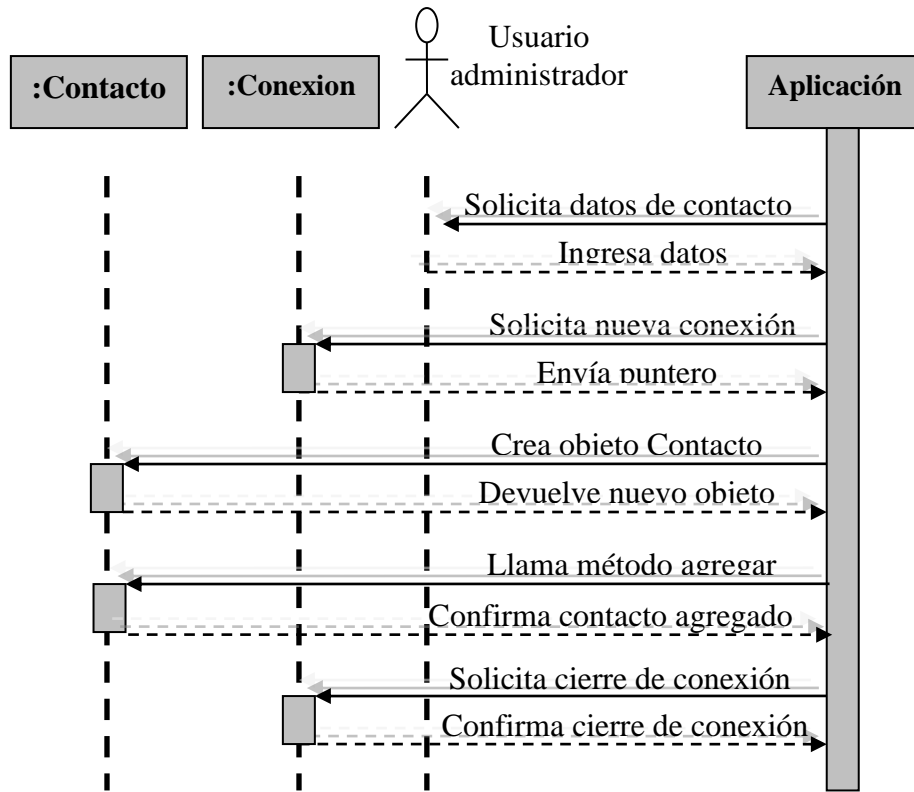 Usuario
administrador
:Contacto
:Conexion
Aplicación
Solicita datos de contacto
Ingresa datos
Solicita nueva conexión
Envía puntero
Crea objeto Contacto
Devuelve nuevo objeto
Llama método agregar
Confirma contacto agregado
Solicita cierre de conexión
Confirma cierre de conexión